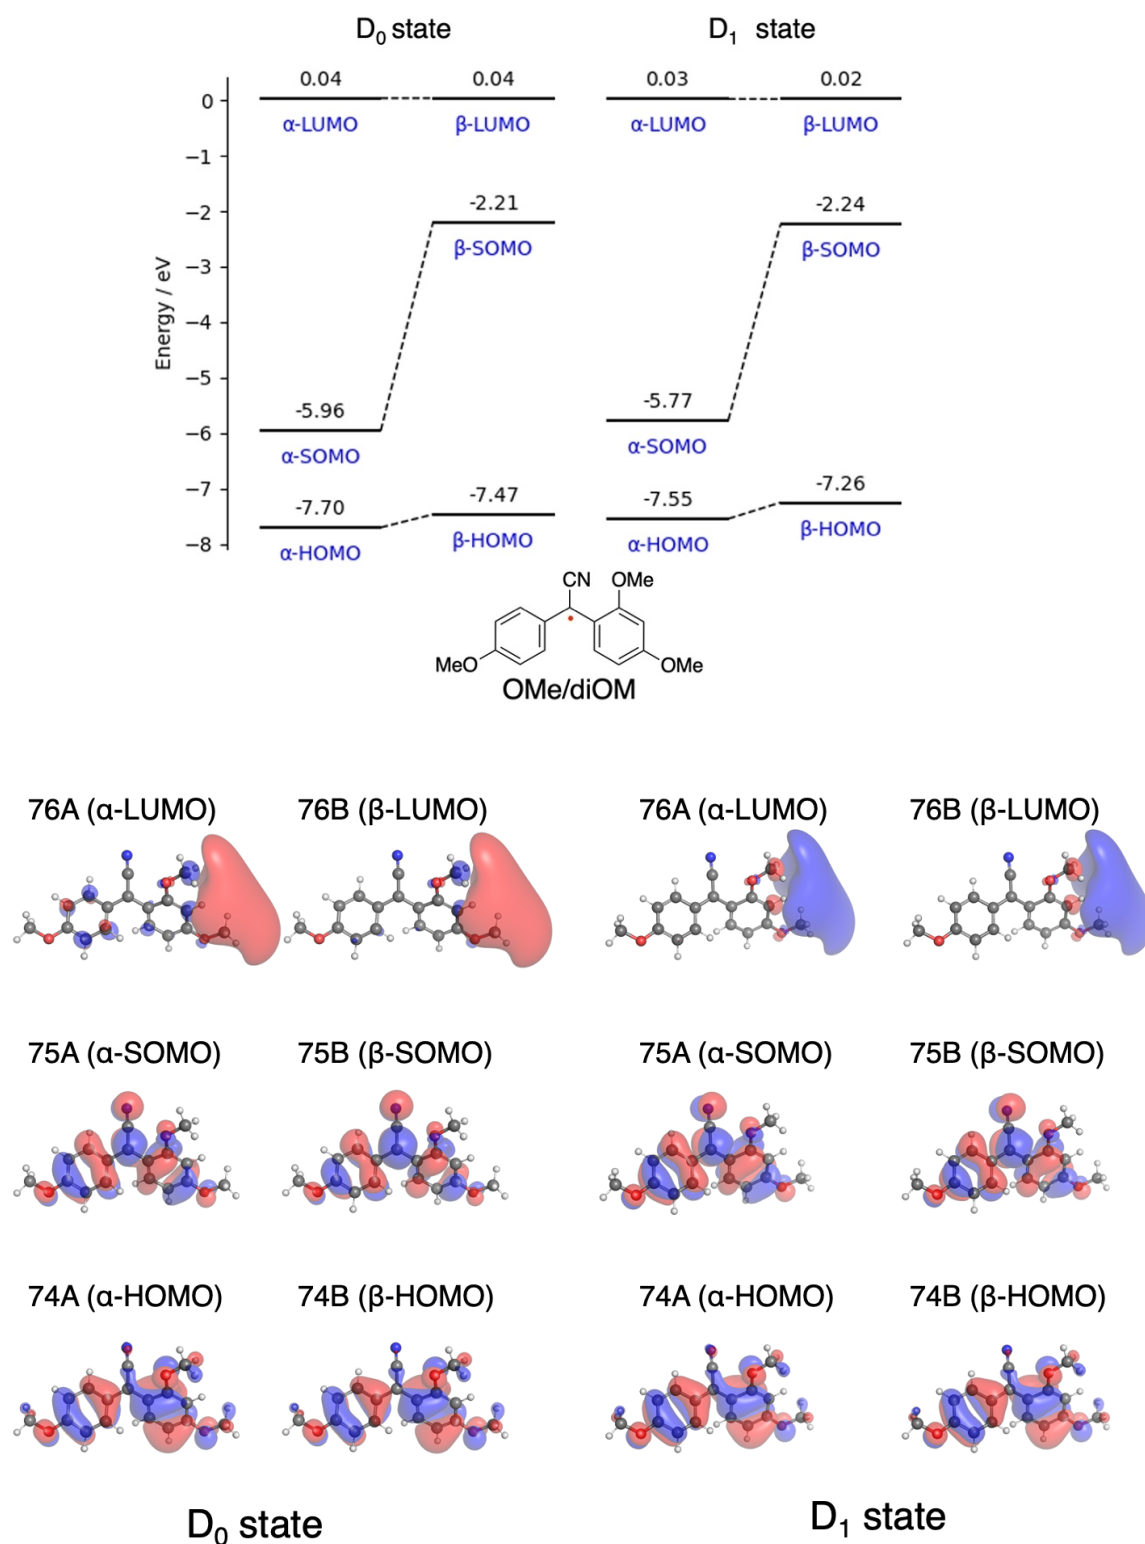 D₀ state D₁ state
0.04 0.04 0.03 0.02
0
α-LUMO β-LUMO α-LUMO β-LUMO
−1
−2
-2.21 -2.24
β-SOMO β-SOMO
−3
Energy / eV
−4
−5
-5.96 -5.77
−6
α-SOMO α-SOMO
−7
-7.70 -7.47 -7.55 -7.26
−8
α-HOMO β-HOMO α-HOMO β-HOMO
CN OMe
MeO OMe
OMe/diOM
76A (α-LUMO) 76B (β-LUMO) 76A (α-LUMO) 76B (β-LUMO)
75A (α-SOMO) 75B (β-SOMO) 75A (α-SOMO) 75B (β-SOMO)
74A (α-HOMO) 74B (β-HOMO) 74A (α-HOMO) 74B (β-HOMO)
D₀ state D₁ state